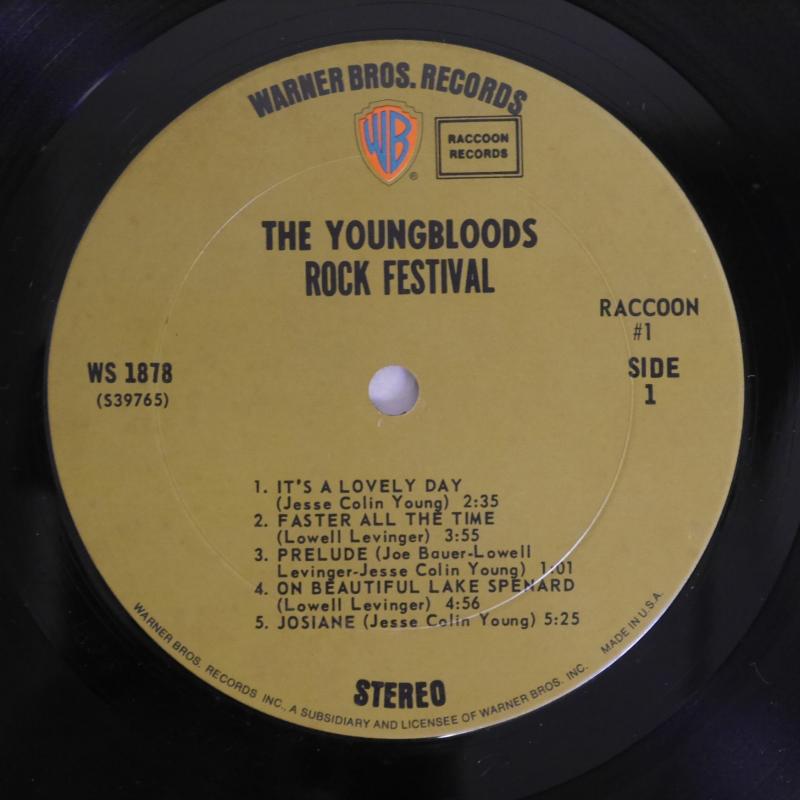 WARNER BROS. RECORDS
WB
®
RACCOON
RECORDS
THE YOUNGBLOODS
ROCK FESTIVAL
RACCOON
#1
WS 1878
(S39765)
SIDE
1
1. IT'S A LOVELY DAY
(Jesse Colin Young) 2:35
2. FASTER ALL THE TIME
(Lowell Levinger) 3:55
3. PRELUDE (Joe Bauer-Lowell
Levinger-Jesse Colin Young) 1:01
4. ON BEAUTIFUL LAKE SPENARD
(Lowell Levinger) 4:56
5. JOSIANE (Jesse Colin Young) 5:25
STEREO
WARNER BROS. RECORDS INC., A SUBSIDIARY AND LICENSEE OF WARNER BROS. INC. MADE IN U.S.A.